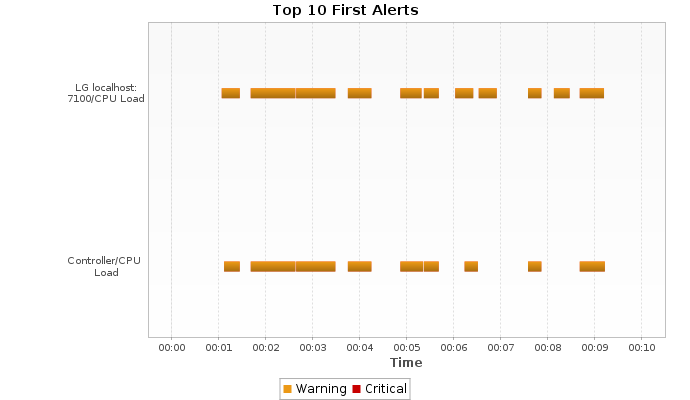 Top 10 First Alerts
LG localhost:
7100/CPU Load
Controller/CPU
Load
00:00 00:01 00:02 00:03 00:04 00:05 00:06 00:07 00:08 00:09 00:10
Time
Warning Critical